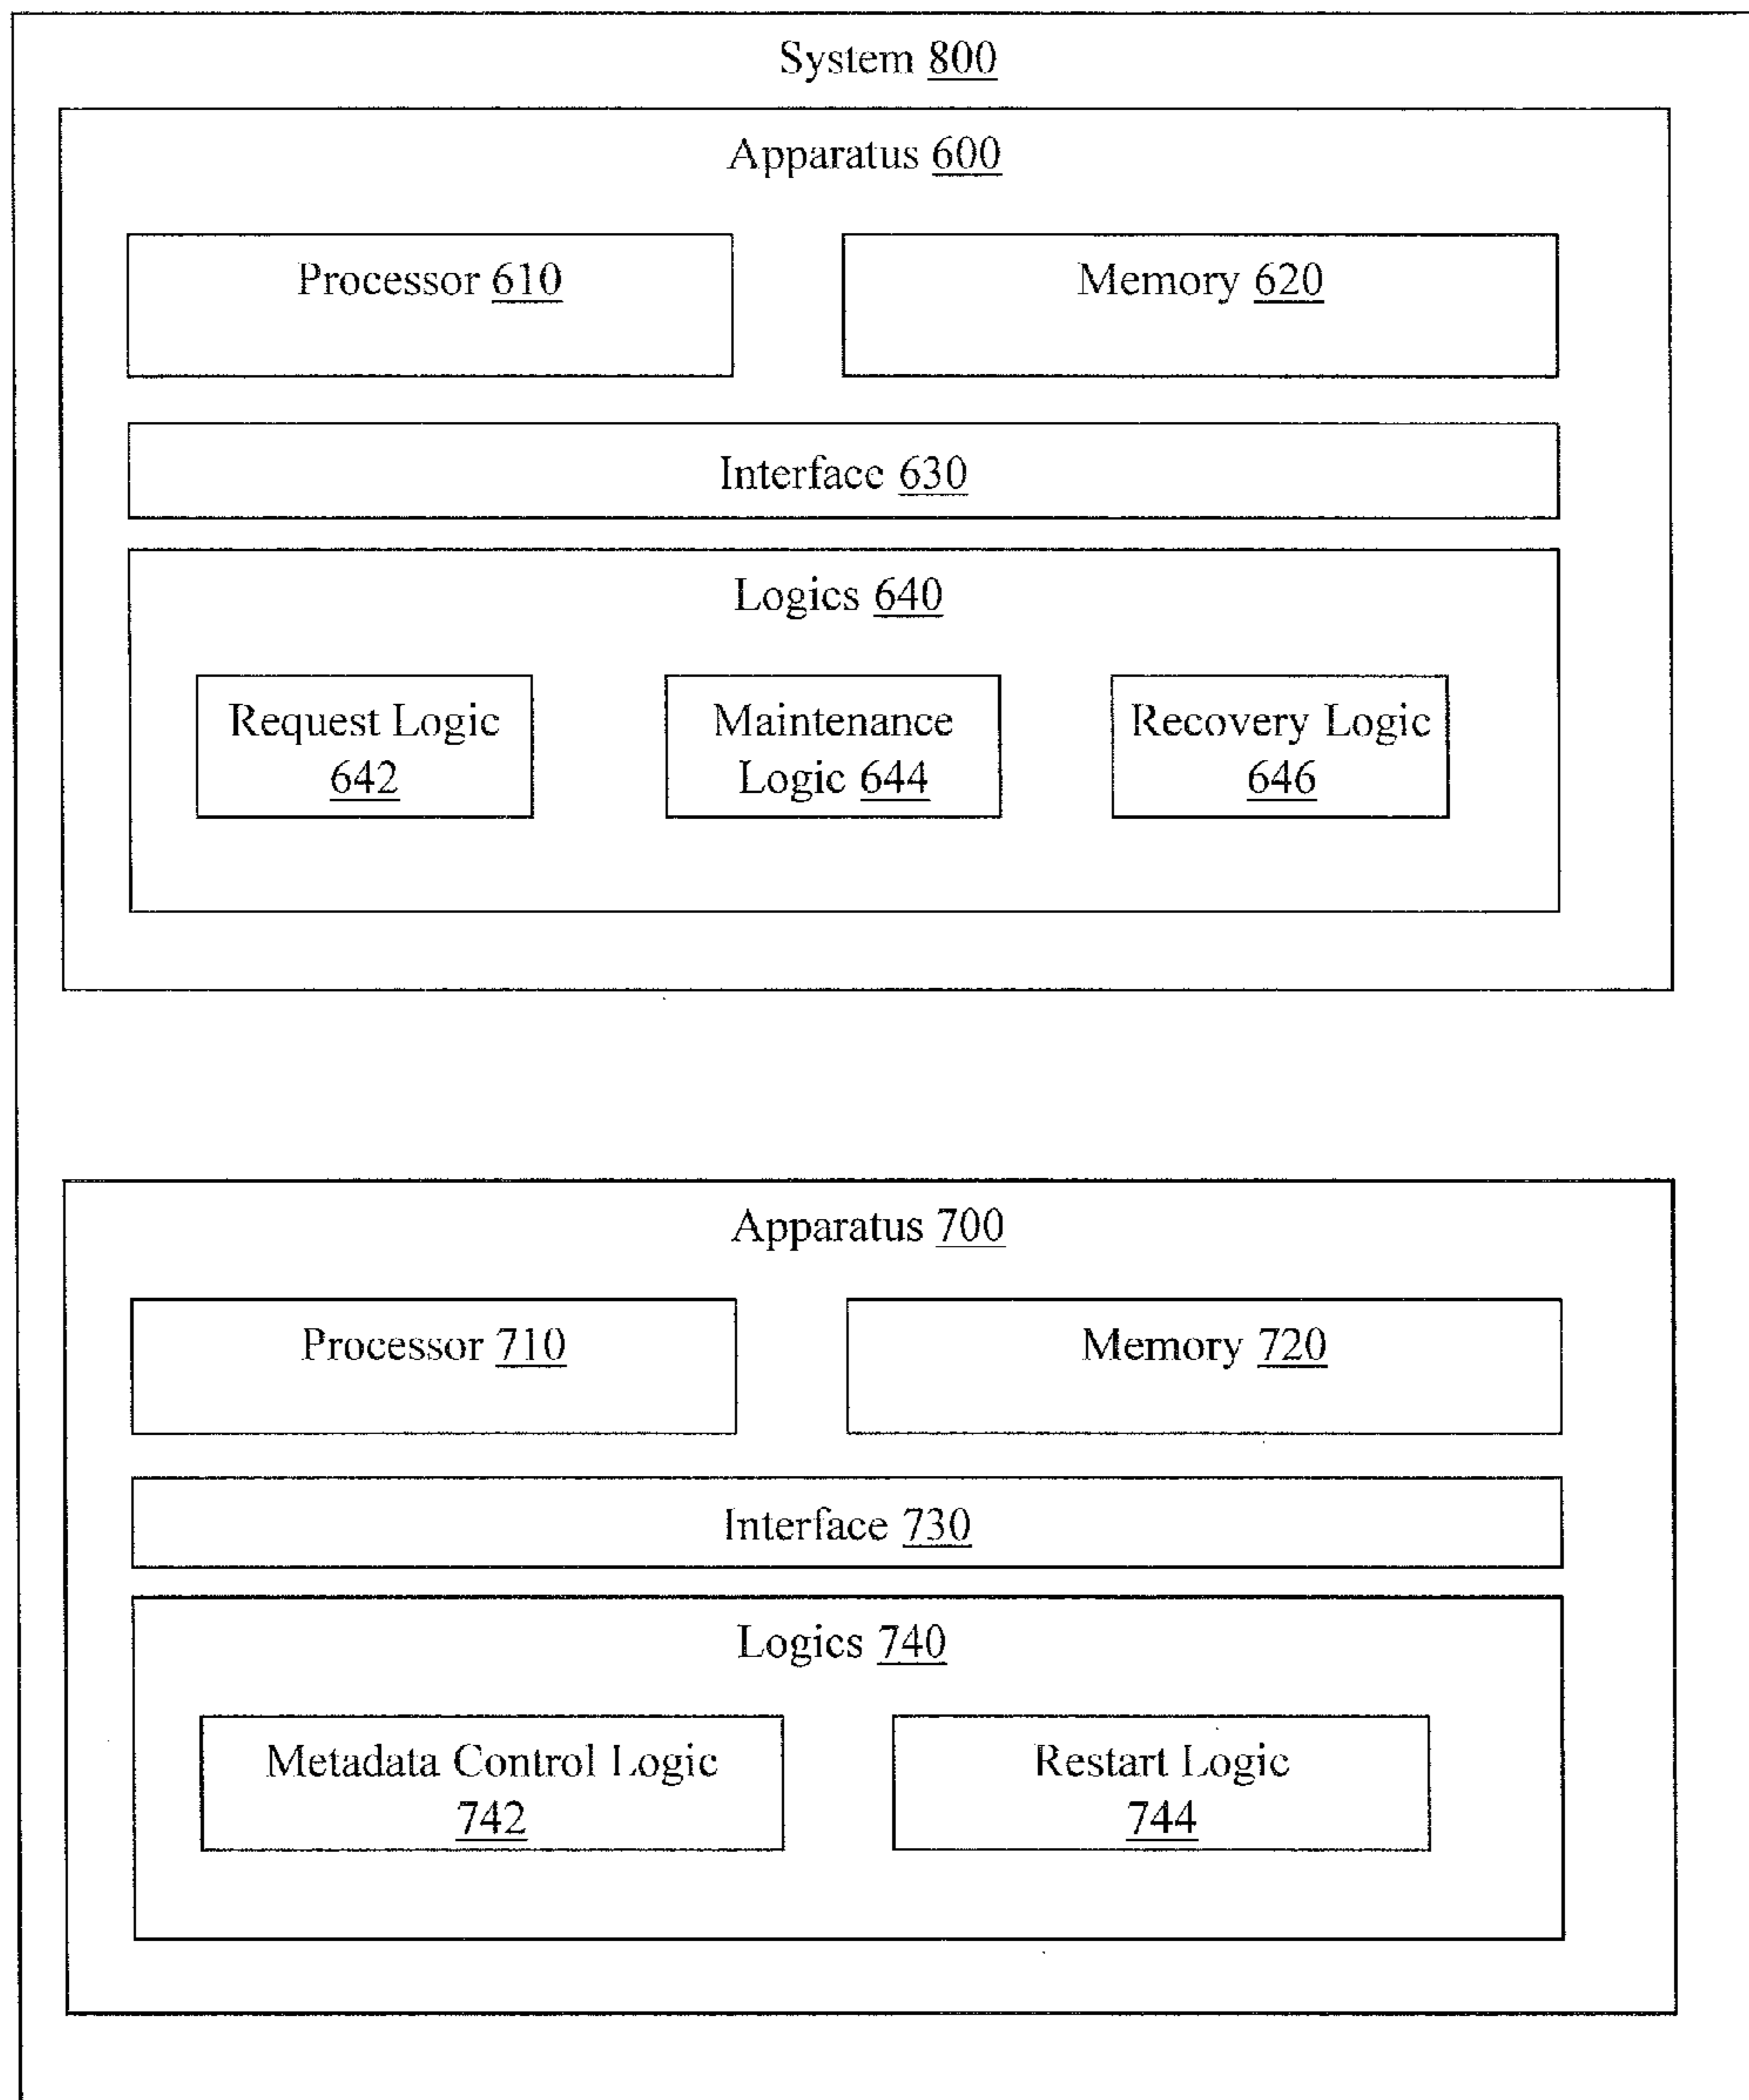 System 800
Apparatus 600
Processor 610
Memory 620
Interface 630
Logics 640
Request Logic
642
Maintenance
Logic 644
Recovery Logic
646
Apparatus 700
Processor 710
Memory 720
Interface 730
Logics 740
Metadata Control Logic
742
Restart Logic
744